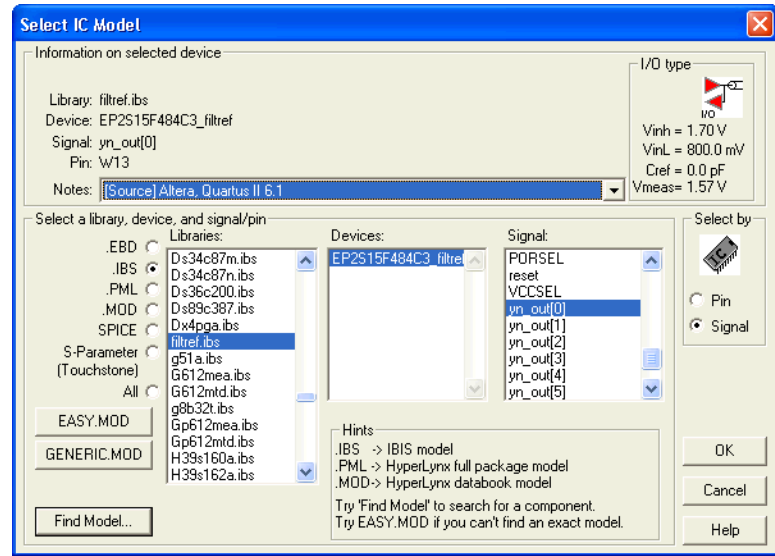 Select IC Model
Information on selected device
Library: filtref.ibs
Device: EP2S15F484C3_filtref
Signal: yn_out[0]
Pin: W13
Notes: [Source] Altera, Quartus II 6.1
I/O type
I/O
Vinh = 1.70 V
VinL = 800.0 mV
Cref = 0.0 pF
Vmeas= 1.57 V
Select a library, device, and signal/pin
.EBD
.IBS
.PML
.MOD
SPICE
S-Parameter
(Touchstone)
All
EASY.MOD
GENERIC.MOD
Find Model...
Libraries:
Ds34c87m.ibs
Ds34c87n.ibs
Ds36c200.ibs
Ds89c387.ibs
Dx4pga.ibs
filtref.ibs
g51a.ibs
G612mea.ibs
G612mtd.ibs
g8b32t.ibs
Gp612mea.ibs
Gp612mtd.ibs
H39s160a.ibs
H39s162a.ibs
Devices:
EP2S15F484C3_filtref
Signal:
PORSEL
reset
VCCSEL
yn_out[0]
yn_out[1]
yn_out[2]
yn_out[3]
yn_out[4]
yn_out[5]
Hints
.IBS -> IBIS model
.PML -> HyperLynx full package model
.MOD-> HyperLynx databook model
Try 'Find Model' to search for a component.
Try EASY.MOD if you can't find an exact model.
Select by
IC
Pin
Signal
OK
Cancel
Help